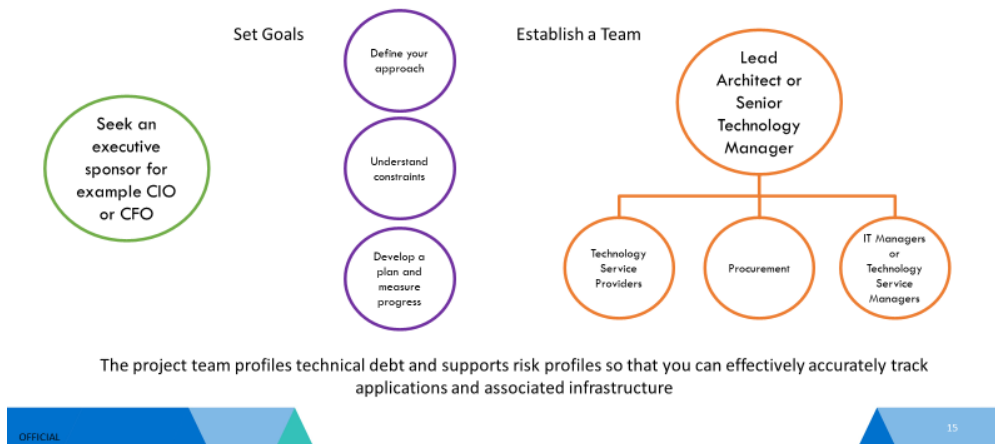 Set Goals
Establish a Team
Seek an
executive
sponsor for
example CIO
or CFO
Define your
approach
Understand
constraints
Develop a
plan and
measure
progress
Lead
Architect or
Senior
Technology
Manager
Technology
Service
Providers
Procurement
IT Managers
or
Technology
Service
Managers
The project team profiles technical debt and supports risk profiles so that you can effectively accurately track
applications and associated infrastructure
OFFICIAL
15